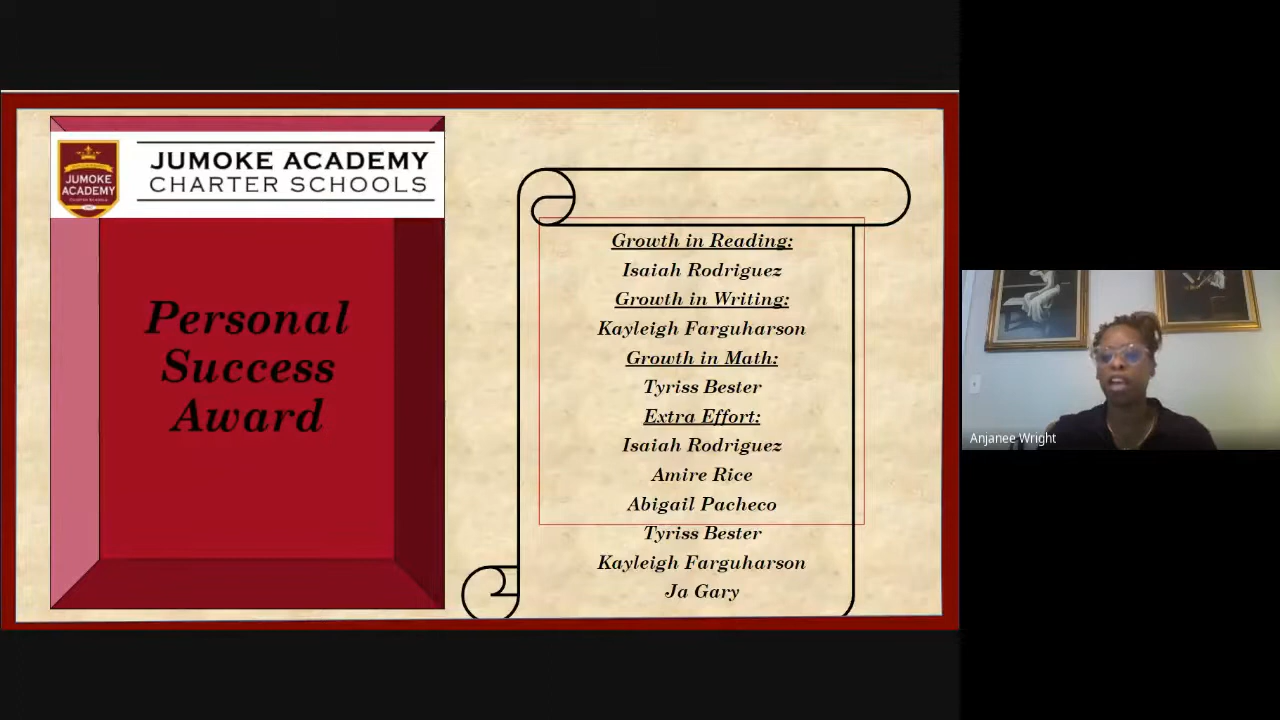 JUMOKE ACADEMY
CHARTER SCHOOLS
JUMOKE
ACADEMY
Personal
Success
Award
Growth in Reading:
Isaiah Rodriguez
Growth in Writing:
Kayleigh Farguharson
Growth in Math:
Tyriss Bester
Extra Effort:
Isaiah Rodriguez
Amire Rice
Abigail Pacheco
Tyriss Bester
Kayleigh Farguharson
Ja Gary
Anjanee Wright